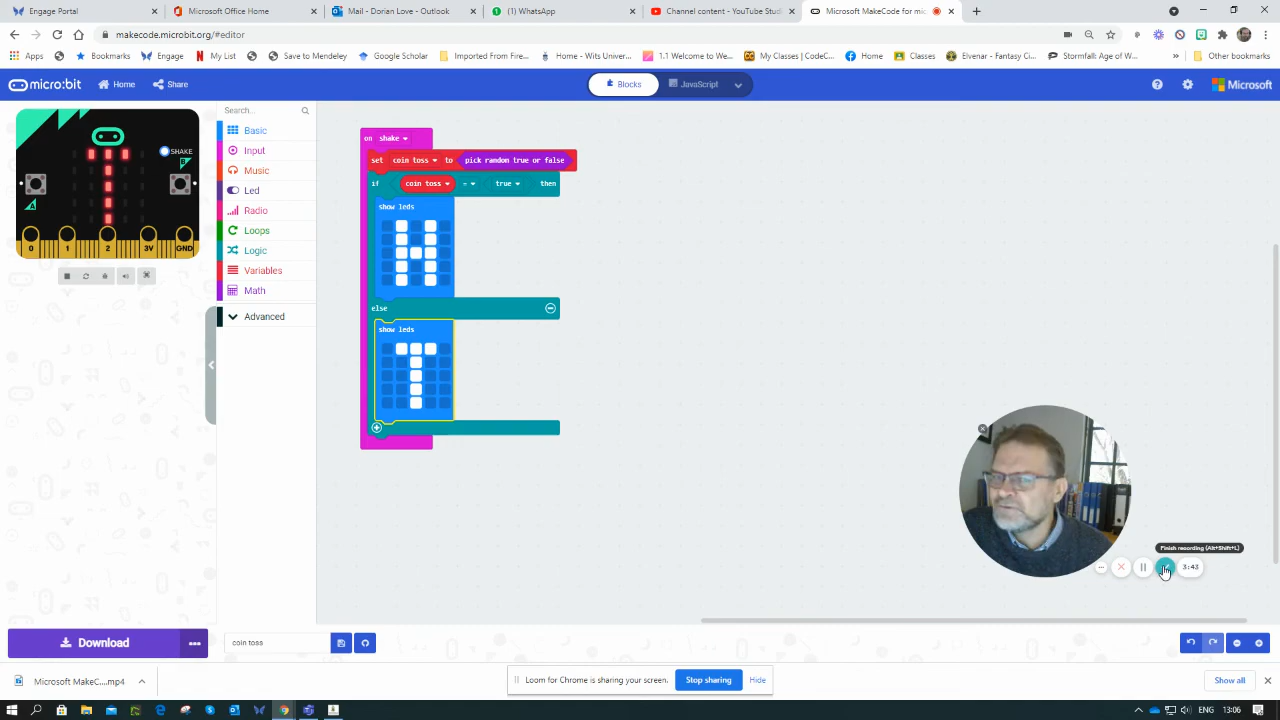 Engage Portal
Microsoft Office Home
Mail - Dorian Love - Outlook
(1) WhatsApp
Channel content - YouTube Stud
Microsoft MakeCode for mic
makecode.microbit.org/#editor
Apps
Bookmarks
Engage
My List
Save to Mendeley
Google Scholar
Imported From Fire...
Home - Wits Univer...
1.1 Welcome to We...
My Classes | CodeC...
Home
Classes
Elvenar - Fantasy Ci...
Stormfall: Age of W...
»
Other bookmarks
micro:bit
Home
Share
Blocks
JavaScript
Microsoft
Search...
Basic
Input
Music
Led
Radio
Loops
Logic
Variables
Math
Advanced
SHAKE
B
A
0 1 2 3V GND
on shake
set coin toss to pick random true or false
if coin toss = true then
show leds
else
show leds
Finish recording (Alt+Shift+L)
3:43
Download
coin toss
Microsoft MakeC....mp4
Loom for Chrome is sharing your screen.
Stop sharing
Hide
Show all
ENG
13:06